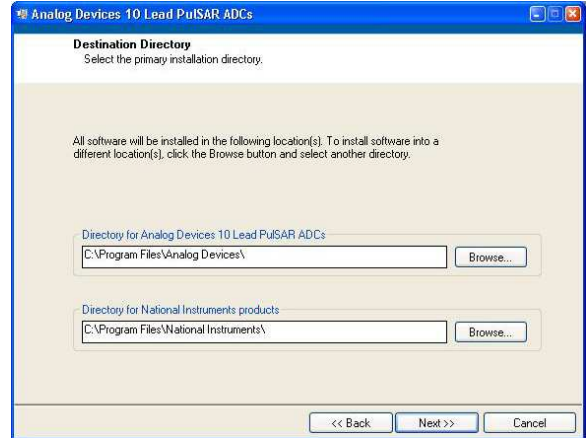 Analog Devices 10 Lead PulSAR ADCs
Destination Directory
Select the primary installation directory.
All software will be installed in the following location(s). To install software into a
different location(s), click the Browse button and select another directory.
Directory for Analog Devices 10 Lead PulSAR ADCs
C:\Program Files\Analog Devices\
Browse...
Directory for National Instruments products
C:\Program Files\National Instruments\
Browse...
<< Back
Next >>
Cancel